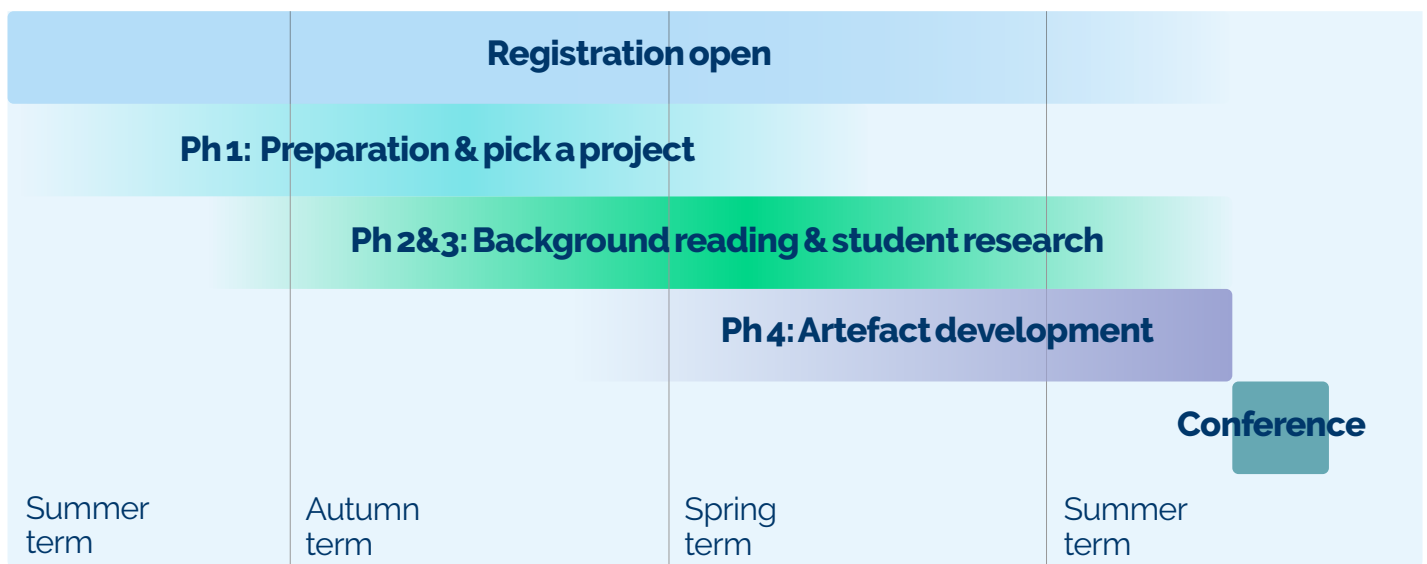 Registration open
Ph 1: Preparation & pick a project
Ph 2&3: Background reading & student research
Ph 4: Artefact development
Conference
Summer
term
Autumn
term
Spring
term
Summer
term